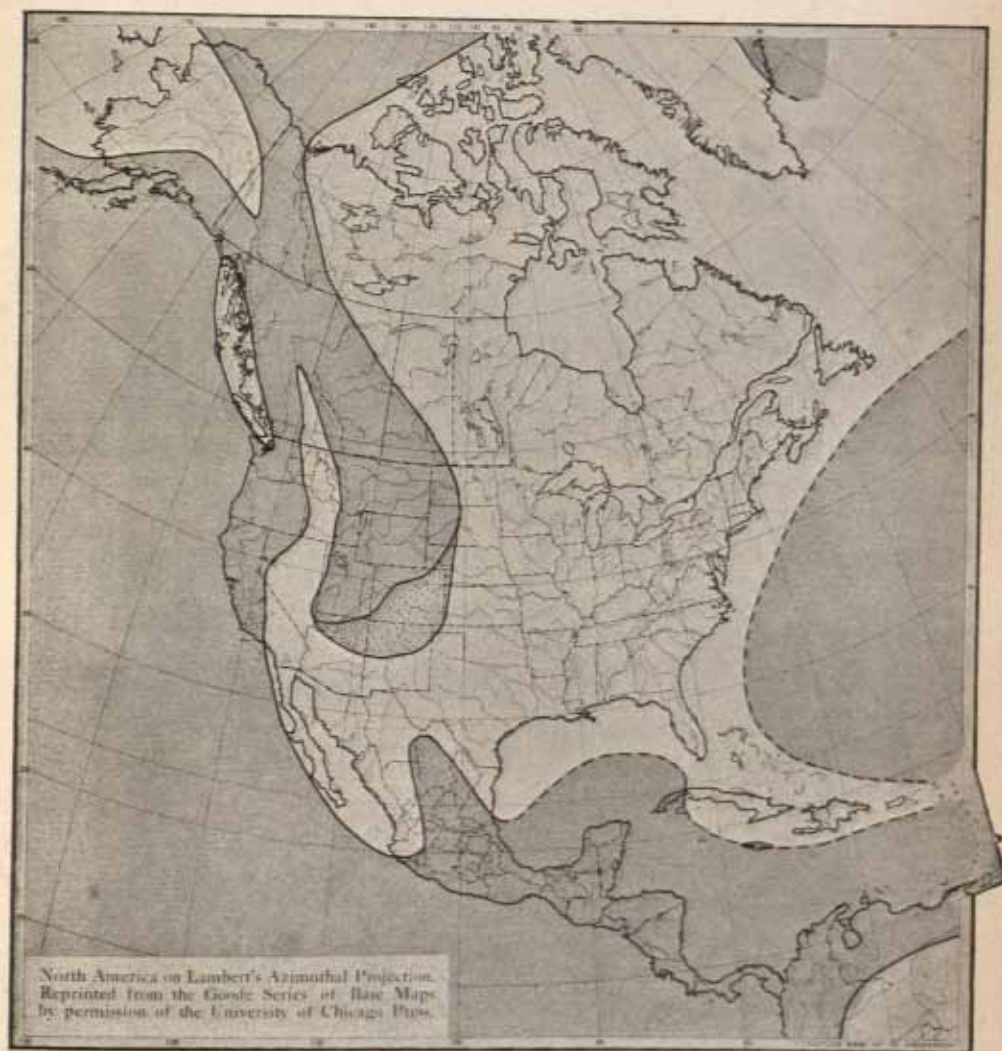 North America on Lambert's Azimuthal Projection.
Reprinted from the Goode Series of Base Maps
by permission of the University of Chicago Press.